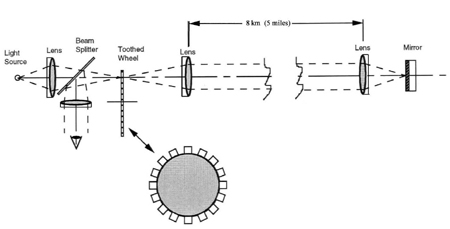 8 km (5 miles)
Light
Source
Lens
Beam
Splitter
Toothed
Wheel
Lens
Lens
Mirror